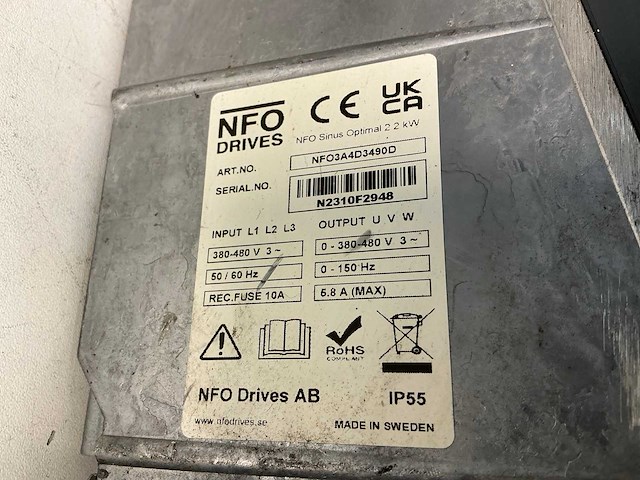 NFO
DRIVES
CE
UK
CA
NFO Sinus Optimal 2.2 kW
ART.NO.
NFO3A4D3490D
SERIAL.NO.
N2310F2948
INPUT L1 L2 L3
OUTPUT U V W
380-480 V 3 ~
0 - 380-480 V 3 ~
50 / 60 Hz
0 - 150 Hz
REC.FUSE 10A
5.8 A (MAX)
RoHS
COMPLIANT
NFO Drives AB
IP55
www.nfodrives.se
MADE IN SWEDEN